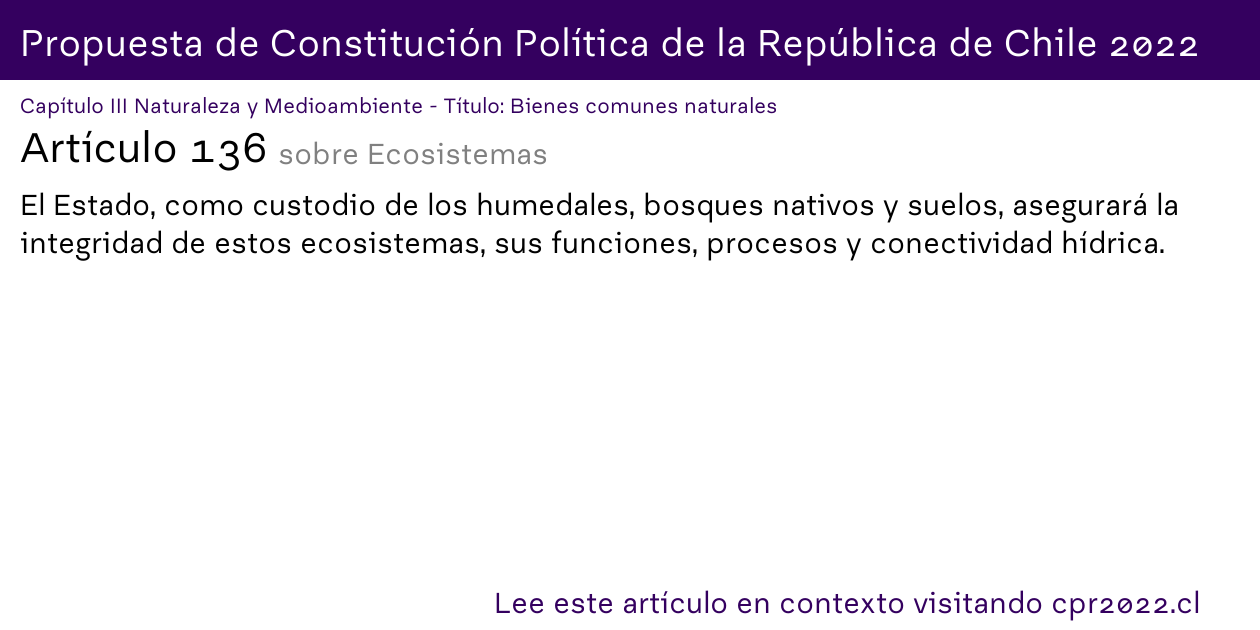 Propuesta de Constitución Política de la República de Chile 2022
Capítulo III Naturaleza y Medioambiente - Título: Bienes comunes naturales
Artículo 136 sobre Ecosistemas
El Estado, como custodio de los humedales, bosques nativos y suelos, asegurará la
integridad de estos ecosistemas, sus funciones, procesos y conectividad hídrica.
Lee este artículo en contexto visitando cpr2022.cl